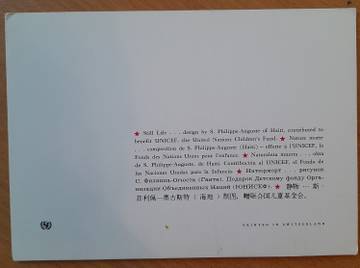 ★ Still Life . . . design by S. Philippe-Auguste of Haiti, contributed to
benefit UNICEF, the United Nations Children's Fund. ★ Nature morte
. . . composition de S. Philippe-Auguste (Haïti) – offerte à l'UNICEF, le
Fonds des Nations Unies pour l'enfance. ★ Naturaleza muerta . . . obra
de S. Philippe-Auguste, de Haití. Contribución al UNICEF, el Fondo de
las Naciones Unidas para la Infancia ★ Натюрморт . . . рисунок
С. Филипп-Огюста (Гаити). Подарен Детскому фонду Орга-
низации Объединенных Наций (ЮНИСЕФ). ★ 静物 … 斯·
菲利佩—奥古斯特（海地）制图，赠联合国儿童基金会。
PRINTED IN SWITZERLAND